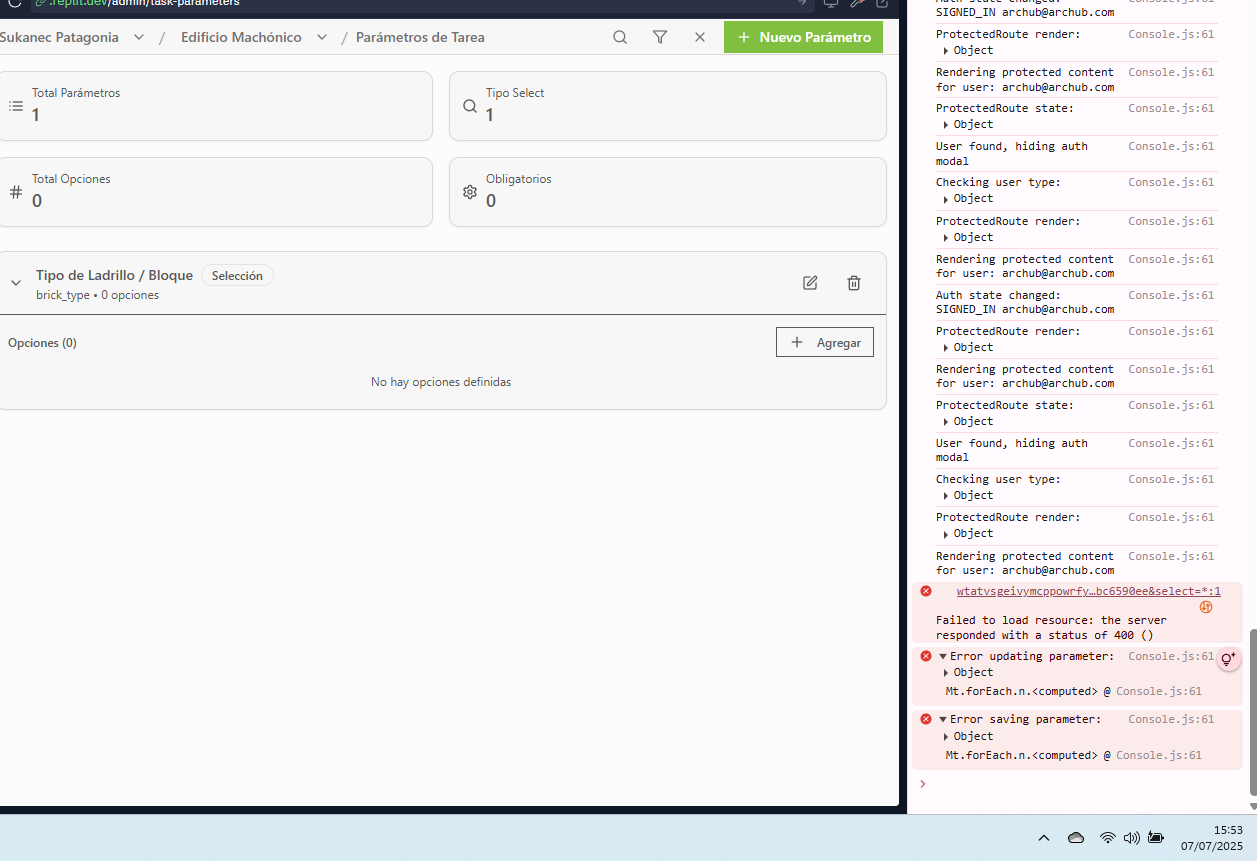 .replit.dev/admin/task-parameters
Sukanec Patagonia / Edificio Machónico / Parámetros de Tarea
+ Nuevo Parámetro
Total Parámetros
1
Tipo Select
1
Total Opciones
0
Obligatorios
0
Tipo de Ladrillo / Bloque Selección
brick_type • 0 opciones
Opciones (0)
+ Agregar
No hay opciones definidas
Auth state changed:
SIGNED_IN archub@archub.com
ProtectedRoute render: Console.js:61
Object
Rendering protected content Console.js:61
for user: archub@archub.com
ProtectedRoute state: Console.js:61
Object
User found, hiding auth Console.js:61
modal
Checking user type: Console.js:61
Object
ProtectedRoute render: Console.js:61
Object
Rendering protected content Console.js:61
for user: archub@archub.com
Auth state changed: Console.js:61
SIGNED_IN archub@archub.com
ProtectedRoute render: Console.js:61
Object
Rendering protected content Console.js:61
for user: archub@archub.com
ProtectedRoute state: Console.js:61
Object
User found, hiding auth Console.js:61
modal
Checking user type: Console.js:61
Object
ProtectedRoute render: Console.js:61
Object
Rendering protected content Console.js:61
for user: archub@archub.com
wtatvsgeivymcppowrfy…bc6590ee&select=*:1
Failed to load resource: the server
responded with a status of 400 ()
Error updating parameter: Console.js:61
Object
Mt.forEach.n.<computed> @ Console.js:61
Error saving parameter: Console.js:61
Object
Mt.forEach.n.<computed> @ Console.js:61
15:53
07/07/2025